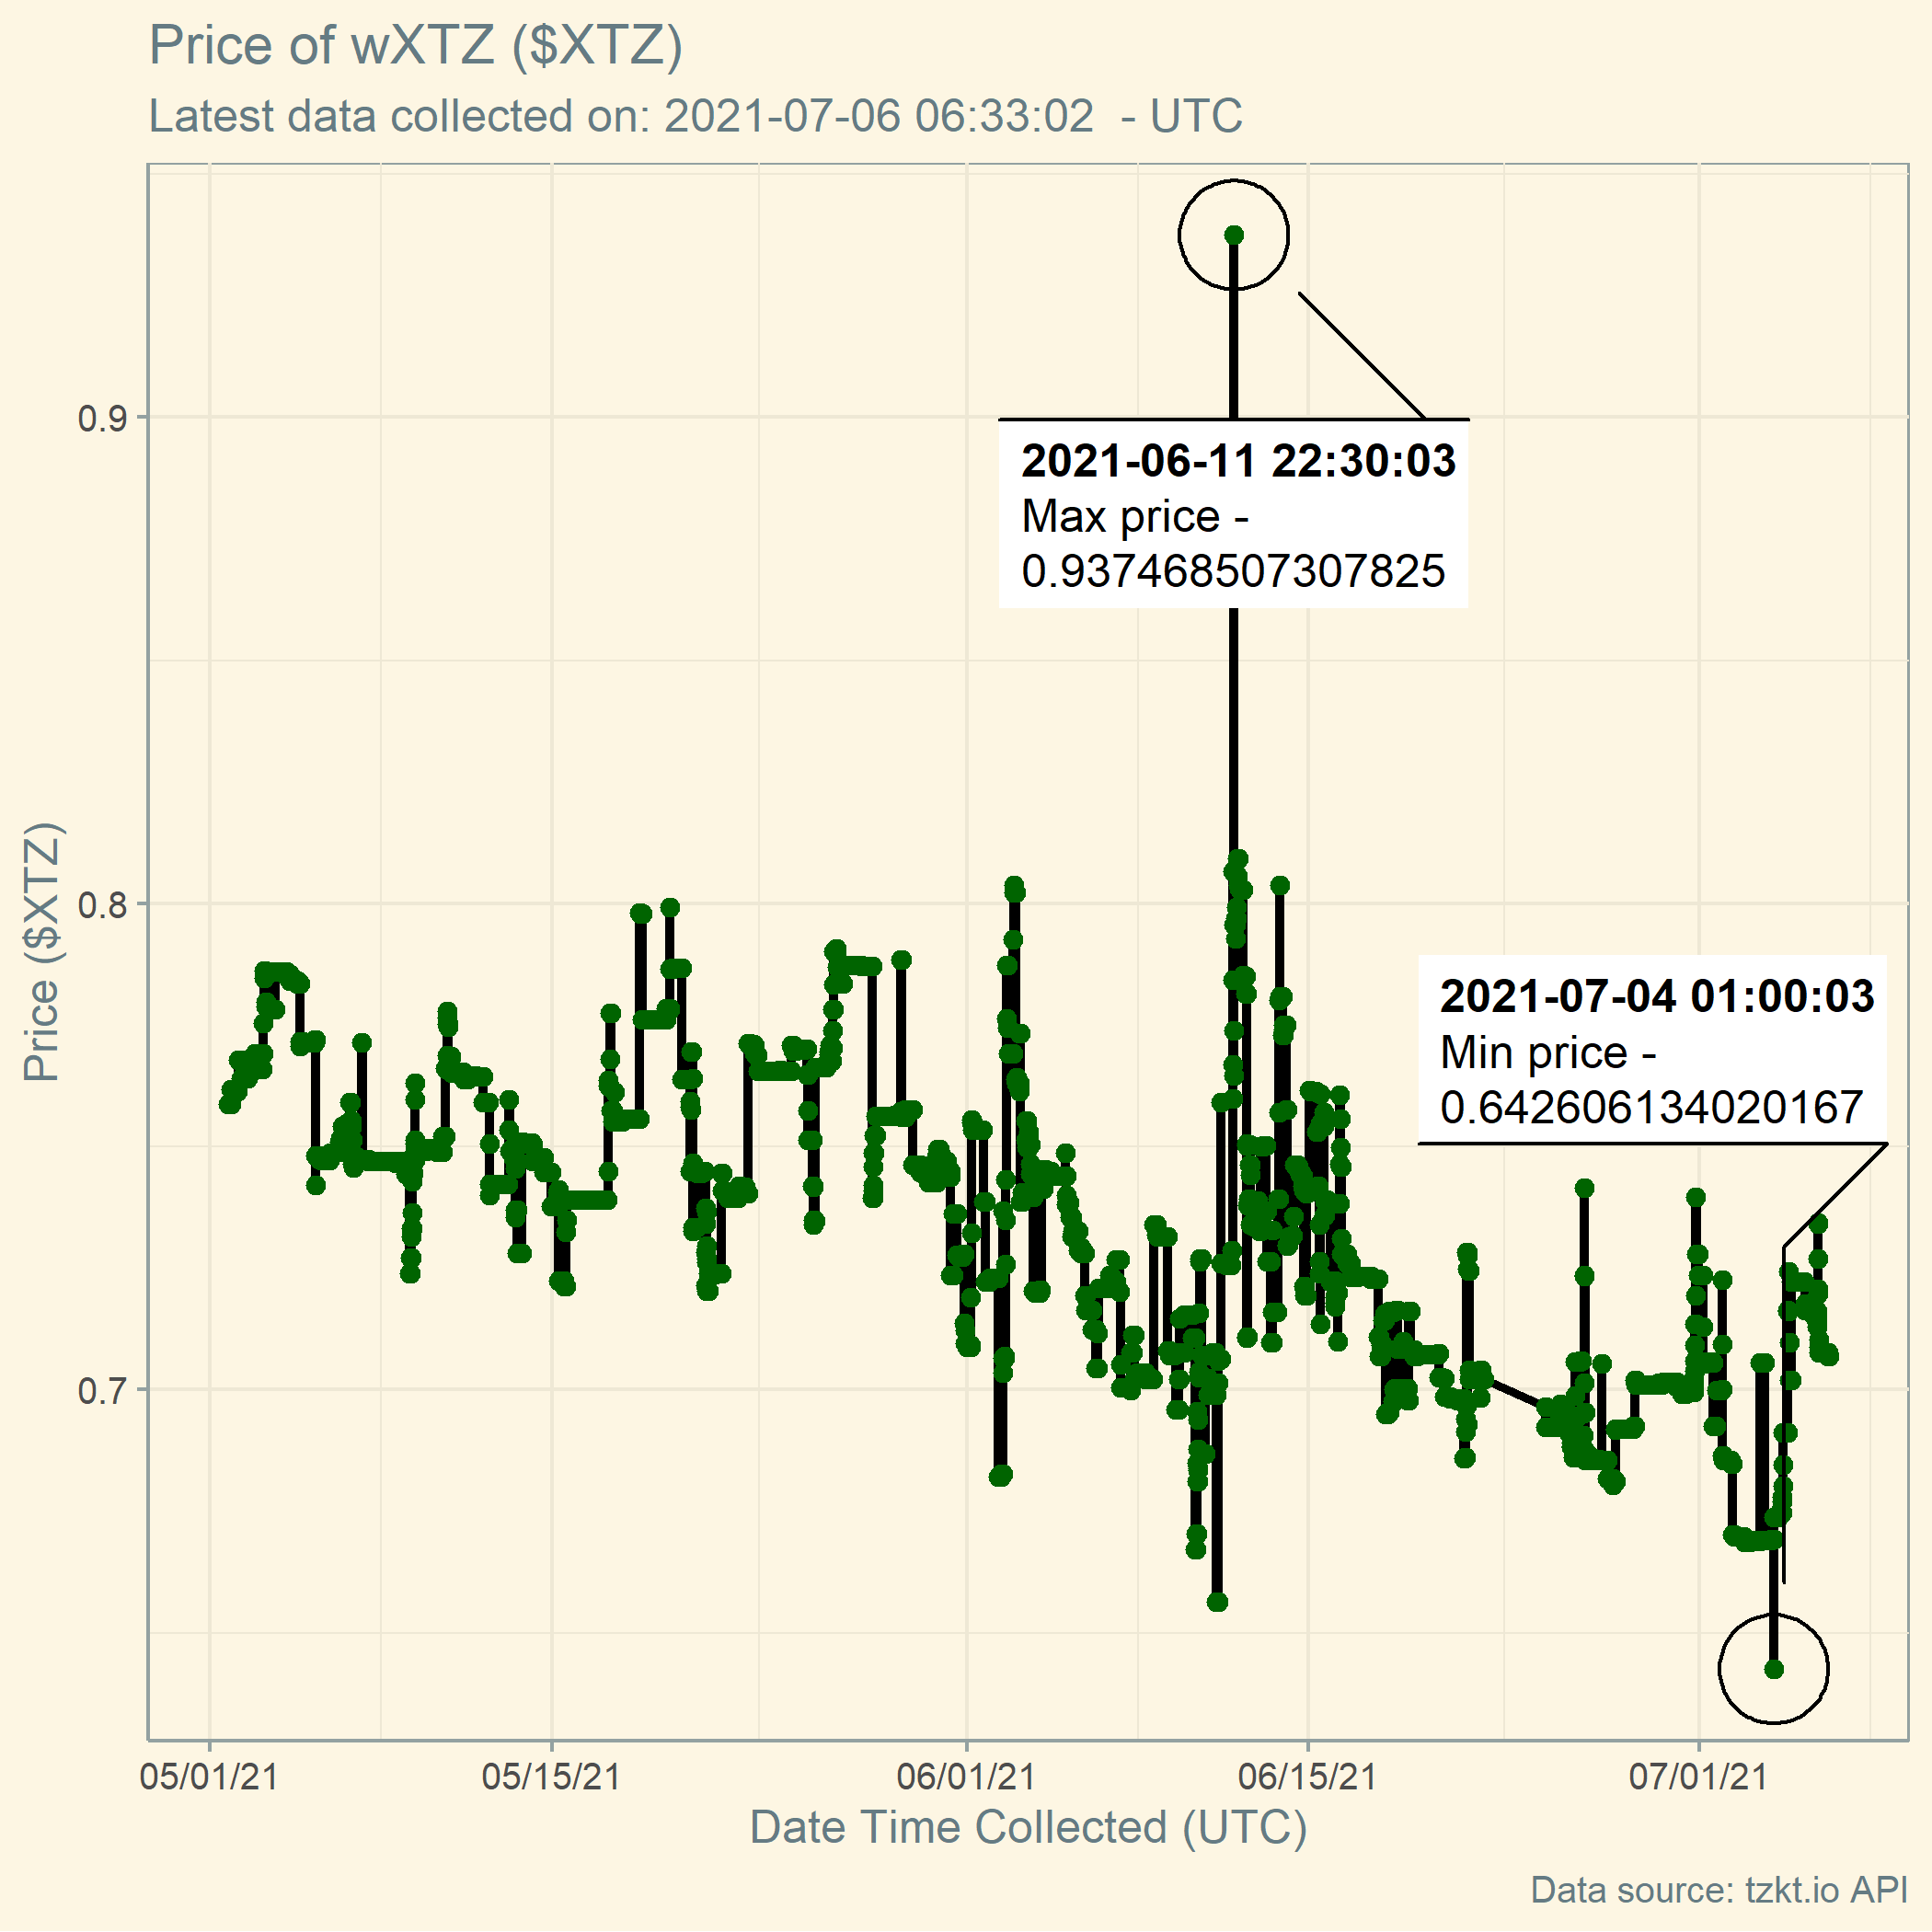 Price of wXTZ ($XTZ)
Latest data collected on: 2021-07-06 06:33:02  - UTC
Price ($XTZ)
0.9
0.8
0.7
2021-06-11 22:30:03
Max price -
0.937468507307825
2021-07-04 01:00:03
Min price -
0.642606134020167
05/01/21
05/15/21
06/01/21
06/15/21
07/01/21
Date Time Collected (UTC)
Data source: tzkt.io API